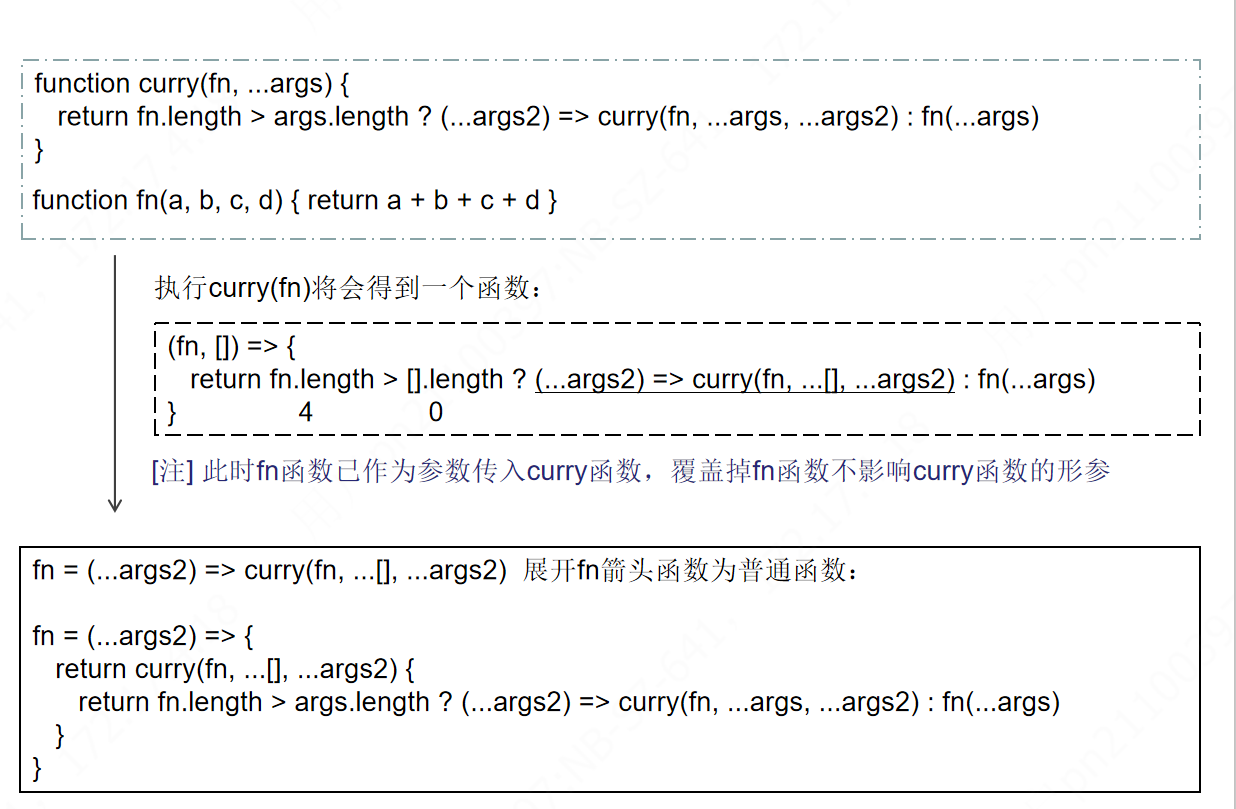 function curry(fn, ...args) {
return fn.length > args.length ? (...args2) => curry(fn, ...args, ...args2) : fn(...args)
}
function fn(a, b, c, d) { return a + b + c + d }
执行curry(fn)将会得到一个函数：
(fn, []) => {
return fn.length > [].length ? (...args2) => curry(fn, ...[], ...args2) : fn(...args)
} 4 0
[注] 此时fn函数已作为参数传入curry函数，覆盖掉fn函数不影响curry函数的形参
fn = (...args2) => curry(fn, ...[], ...args2) 展开fn箭头函数为普通函数：
fn = (...args2) => {
return curry(fn, ...[], ...args2) {
return fn.length > args.length ? (...args2) => curry(fn, ...args, ...args2) : fn(...args)
}
}